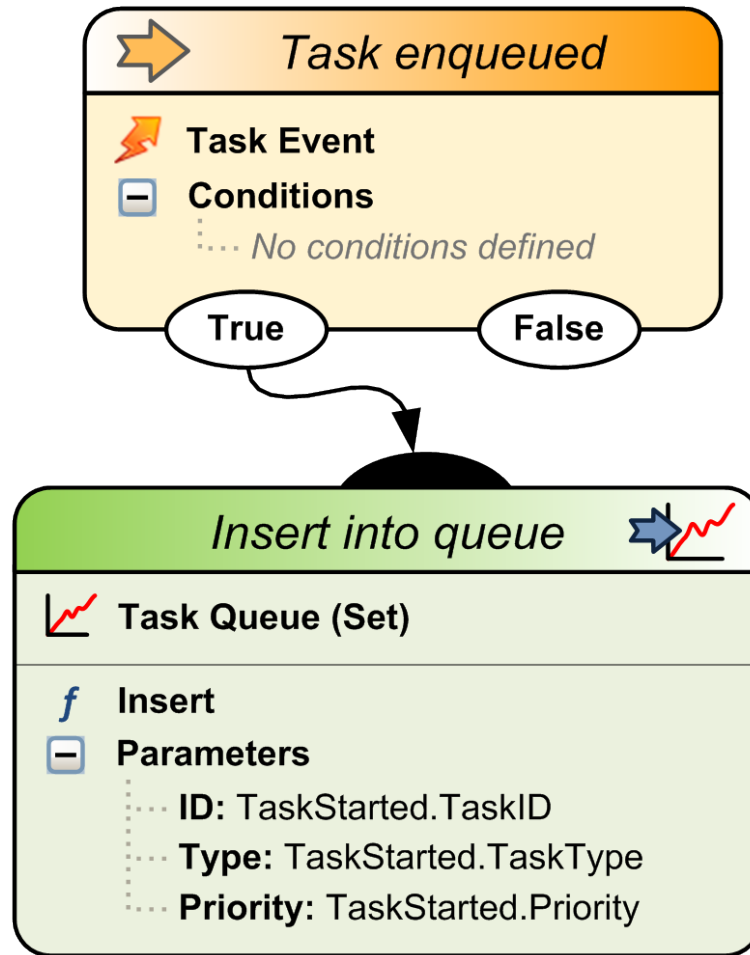 Task enqueued
Task Event
Conditions
No conditions defined
True
False
Insert into queue
Task Queue (Set)
f Insert
Parameters
ID: TaskStarted.TaskID
Type: TaskStarted.TaskType
Priority: TaskStarted.Priority